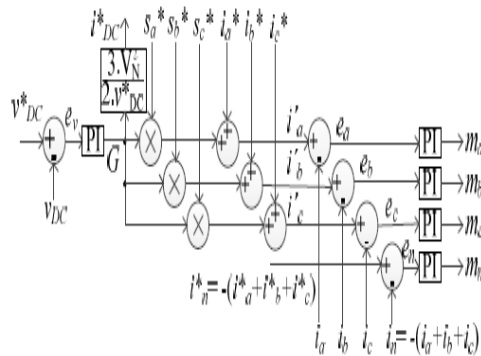 i*DC sa* sb* sc* ia* ib* ic*
3.V²N
2.v*DC
v*DC + ev PI
- G
vDC
× + + i'a + ea - PI ma
× + + i'b + eb - PI mb
× + + i'c + ec - PI mc
+ en - PI mn
i*n=-(i*a+i*b+i*c)
ia ib ic in=-(ia+ib+ic)